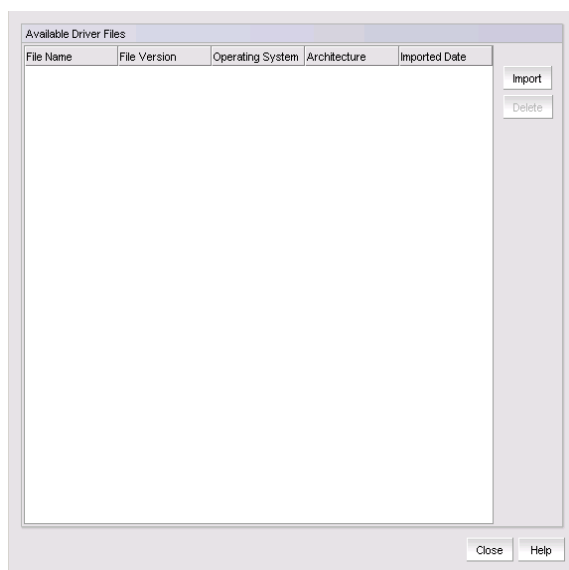 Available Driver Files
File Name File Version Operating System Architecture Imported Date
Import
Delete
Close Help